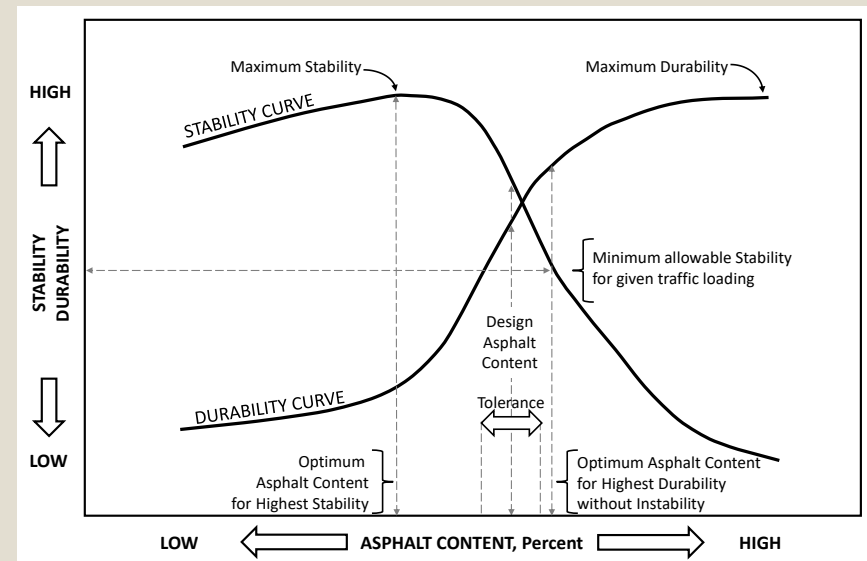 Maximum Stability
Maximum Durability
HIGH
STABILITY CURVE
STABILITY
DURABILITY
Minimum allowable Stability
for given traffic loading
Design
Asphalt
Content
Tolerance
DURABILITY CURVE
LOW
Optimum
Asphalt Content
for Highest Stability
Optimum Asphalt Content
for Highest Durability
without Instability
LOW
ASPHALT CONTENT, Percent
HIGH